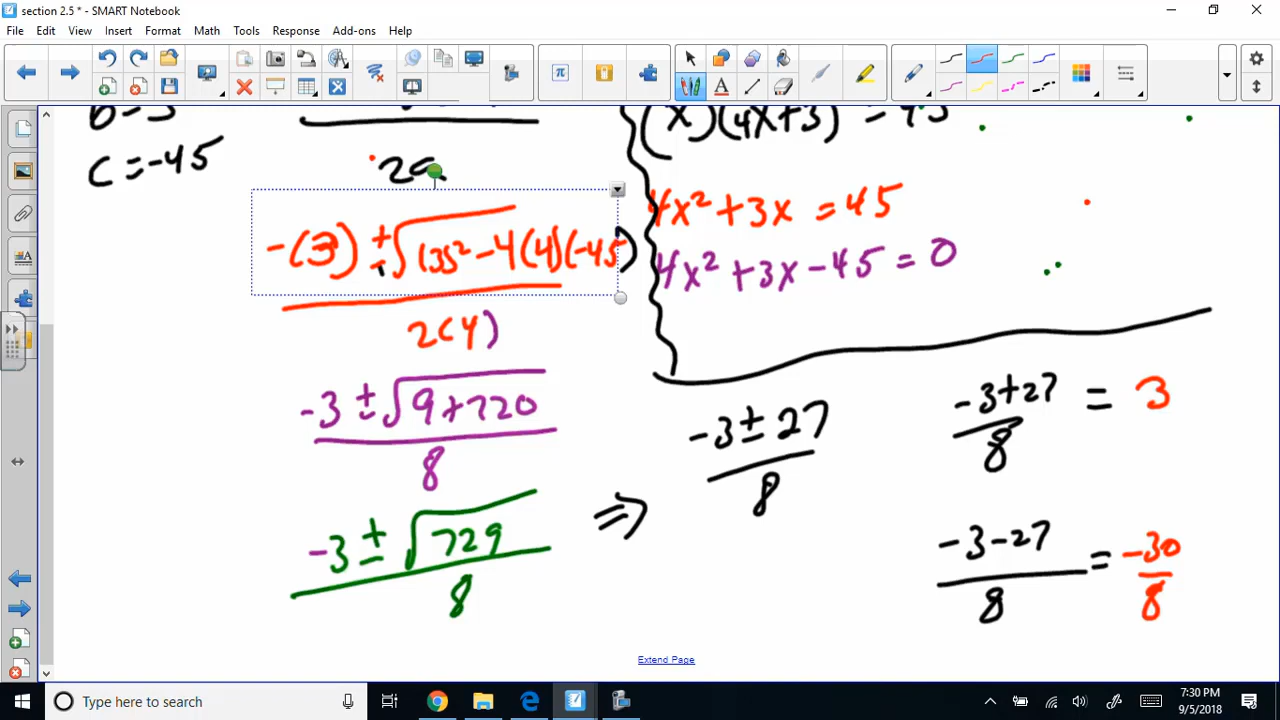 section 2.5 * - SMART Notebook
File Edit View Insert Format Math Tools Response Add-ons Help
c = -45
2a
(x)(4x+3) = 45
4x² + 3x = 45
4x² + 3x - 45 = 0
-(3) ± √(3)² - 4(4)(-45)
2(4)
-3 ± √9+720
8
-3 ± √729
8
⇒
-3 ± 27
8
-3+27 = 3
8
-3-27 = -30
8 8
Extend Page
Type here to search
7:30 PM
9/5/2018